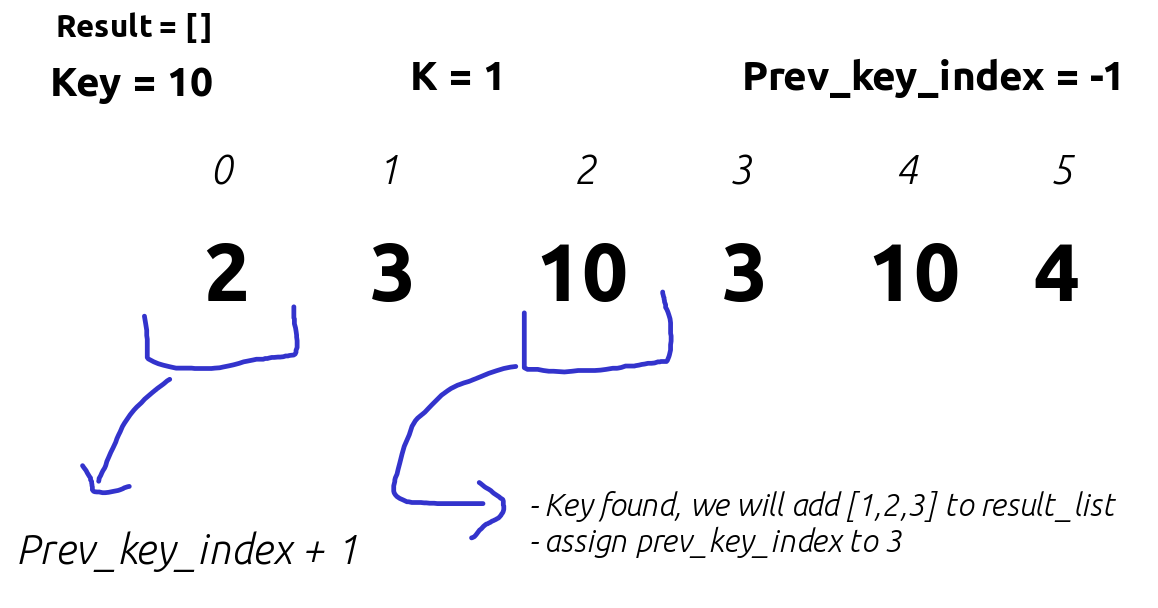 Result = []
Key = 10 K = 1 Prev_key_index = -1
0 1 2 3 4 5
2 3 10 3 10 4
- Key found, we will add [1,2,3] to result_list
- assign prev_key_index to 3
Prev_key_index + 1